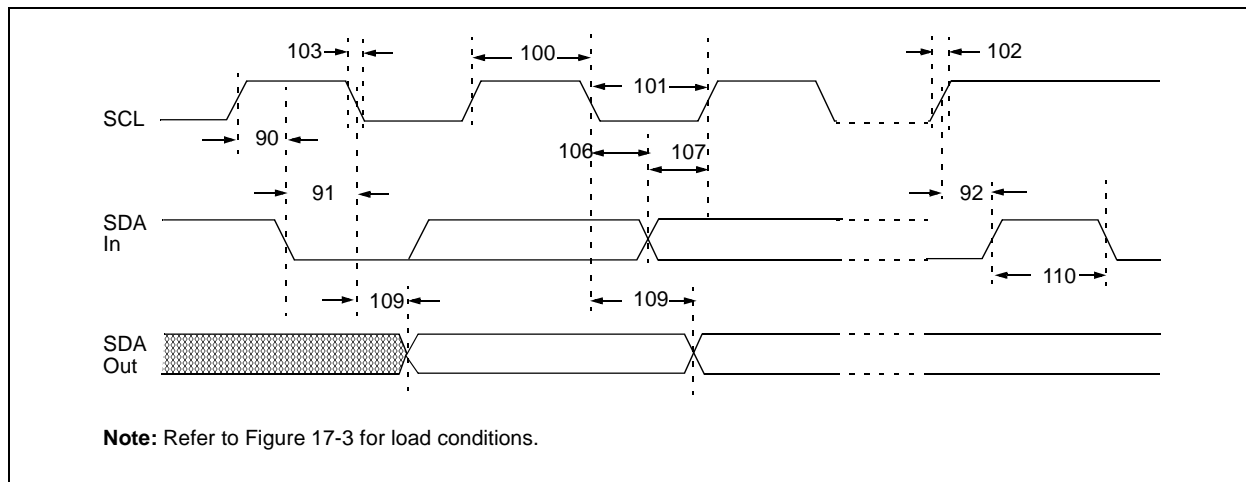 103
100
102
101
SCL
90
106
107
91
92
SDA
In
109
109
110
SDA
Out
Note: Refer to Figure 17-3 for load conditions.